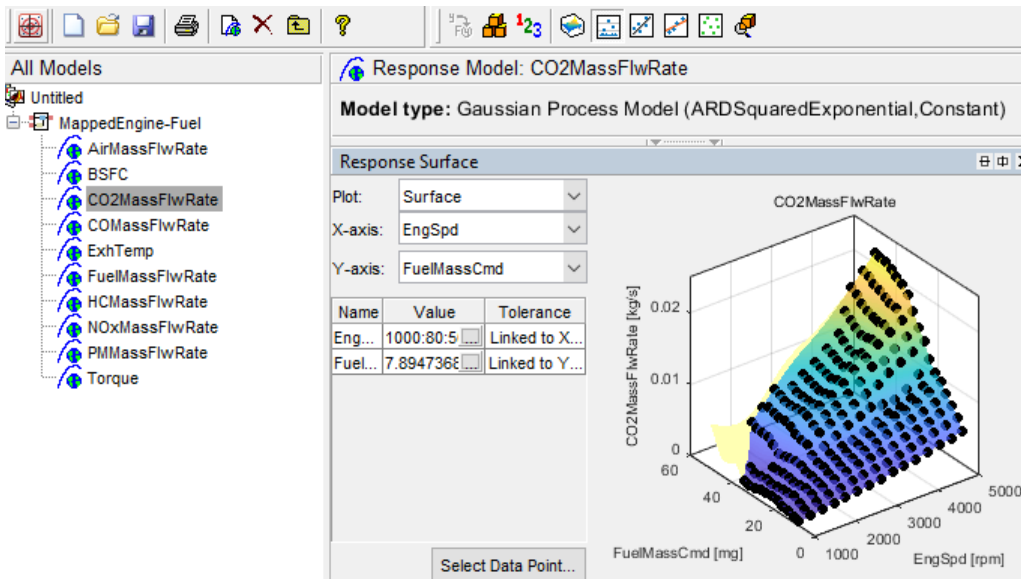 All Models
Untitled
MappedEngine-Fuel
AirMassFlwRate
BSFC
CO2MassFlwRate
COMassFlwRate
ExhTemp
FuelMassFlwRate
HCMassFlwRate
NOxMassFlwRate
PMMassFlwRate
Torque
Response Model: CO2MassFlwRate
Model type: Gaussian Process Model (ARDSquaredExponential,Constant)
Response Surface
Plot: Surface
X-axis: EngSpd
Y-axis: FuelMassCmd
Name Value Tolerance
Eng... 1000:80:5 ... Linked to X...
Fuel... 7.8947368 ... Linked to Y...
Select Data Point...
CO2MassFlwRate
CO2MassFlwRate [kg/s]
0.02
0.01
0
60
40
20
0
1000
2000
3000
4000
5000
FuelMassCmd [mg]
EngSpd [rpm]